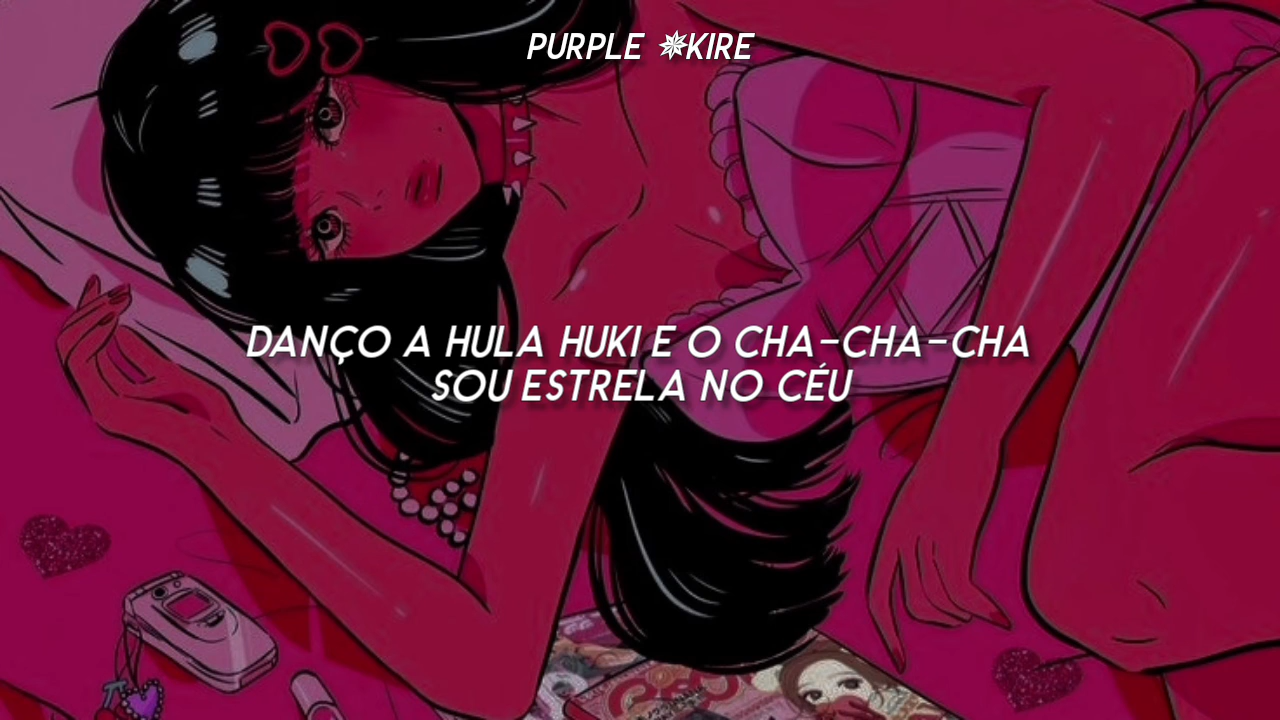 PURPLE ✵KIRE
DANÇO A HULA HUKI E O CHA-CHA-CHA
SOU ESTRELA NO CÉU